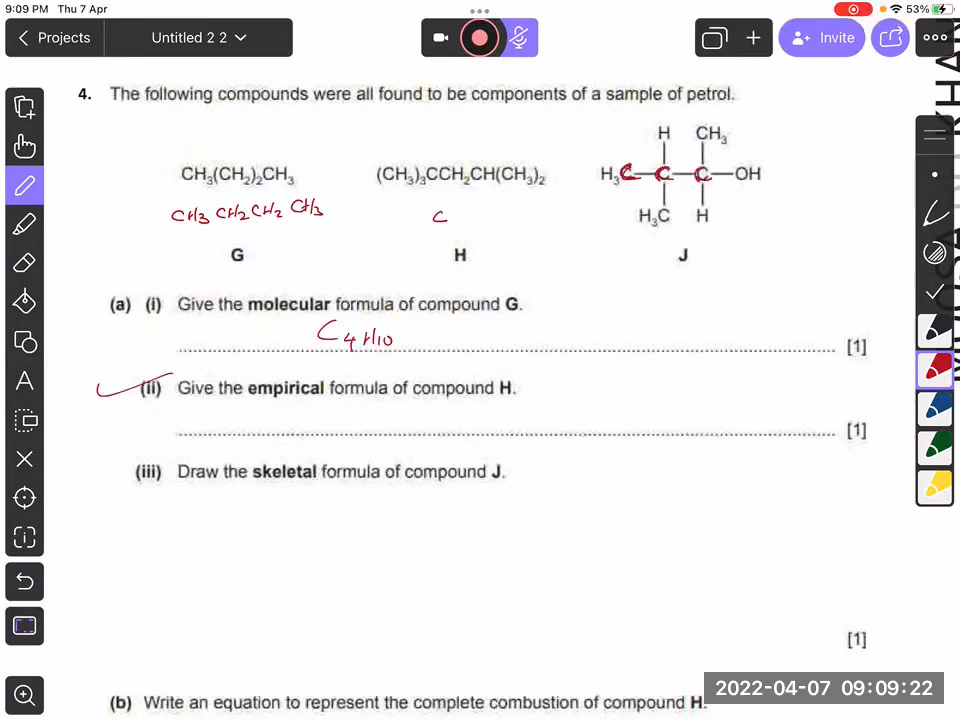 9:09 PM Thu 7 Apr
53%
Projects
Untitled 2 2
Invite
4. The following compounds were all found to be components of a sample of petrol.
H CH₃
CH₃(CH₂)₂CH₃ (CH₃)₃CCH₂CH(CH₃)₂ H₃C C C OH
CH₃ CH₂ CH₂ CH₃ C H₃C H
G H J
(a) (i) Give the molecular formula of compound G.
C₄H₁₀
[1]
(ii) Give the empirical formula of compound H.
[1]
(iii) Draw the skeletal formula of compound J.
[1]
(b) Write an equation to represent the complete combustion of compound H.
2022-04-07 09:09:22
A
KHAN